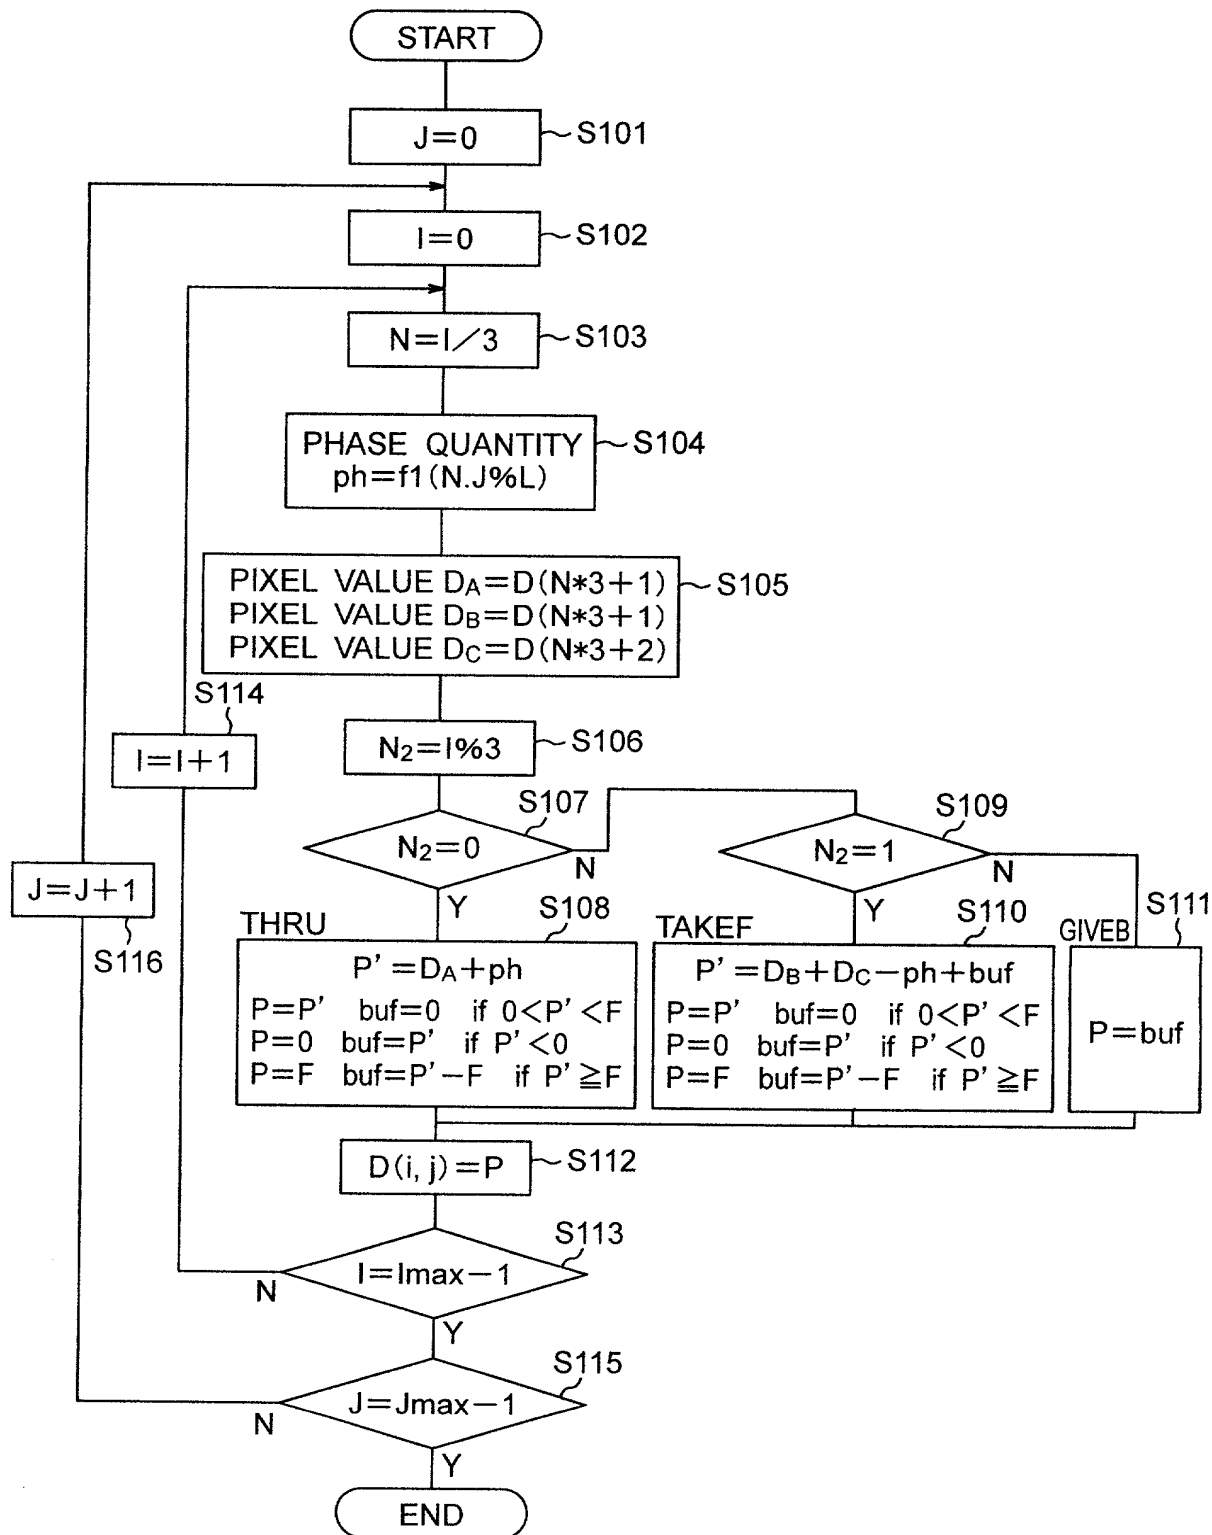 START
J=0
S101
I=0
S102
N=I/3
S103
PHASE QUANTITY
ph=f1(N.J%L)
S104
PIXEL VALUE DA=D(N*3+1)
PIXEL VALUE DB=D(N*3+1)
PIXEL VALUE DC=D(N*3+2)
S105
S114
I=I+1
N2=I%3
S106
S107
N2=0
N
Y
S109
N2=1
N
Y
J=J+1
S116
THRU
S108
P'=DA+ph
P=P' buf=0 if 0<P'<F
P=0 buf=P' if P'<0
P=F buf=P'-F if P'≧F
TAKEF
S110
P'=DB+DC-ph+buf
P=P' buf=0 if 0<P'<F
P=0 buf=P' if P'<0
P=F buf=P'-F if P'≧F
GIVEB
S111
P=buf
D(i,j)=P
S112
S113
I=Imax-1
N
Y
S115
J=Jmax-1
N
Y
END